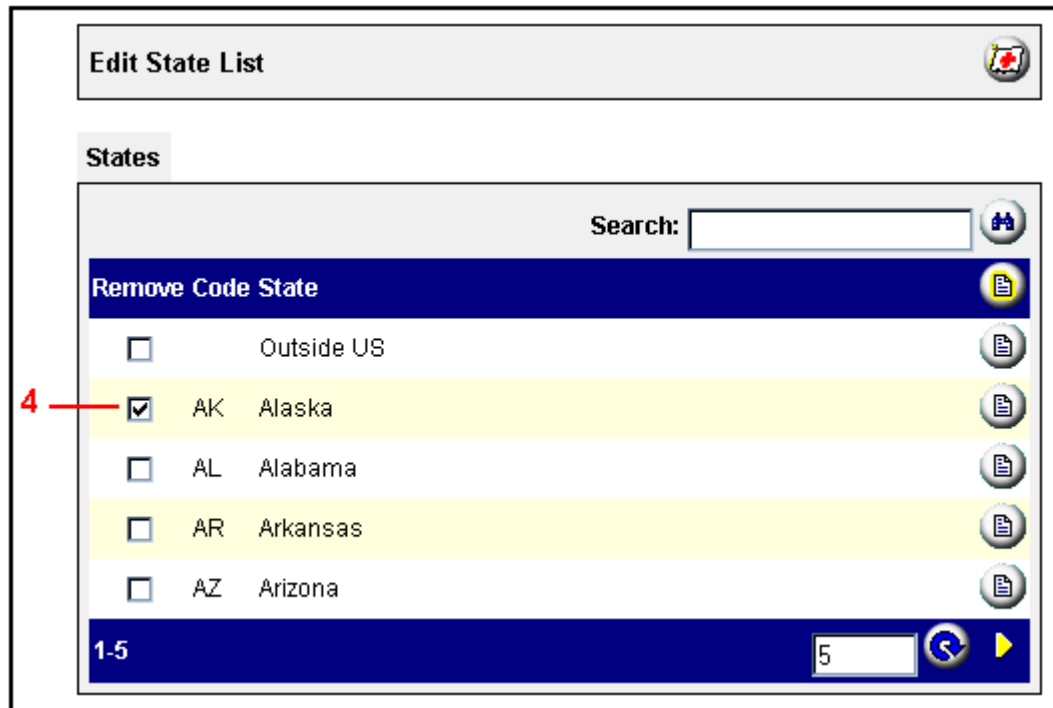 Edit State List
States
Search:
Remove Code State
Outside US
4 AK Alaska
AL Alabama
AR Arkansas
AZ Arizona
1-5 5